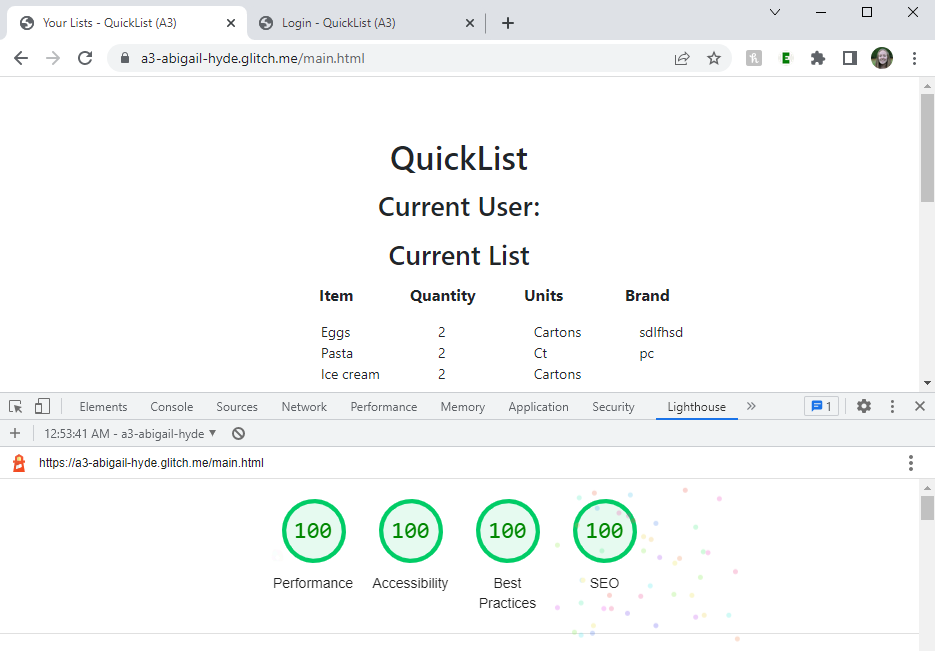 Your Lists - QuickList (A3)
Login - QuickList (A3)
a3-abigail-hyde.glitch.me/main.html
QuickList
Current User:
Current List
Item Quantity Units Brand
Eggs 2 Cartons sdlfhsd
Pasta 2 Ct pc
Ice cream 2 Cartons
Elements Console Sources Network Performance Memory Application Security Lighthouse 1
12:53:41 AM - a3-abigail-hyde
https://a3-abigail-hyde.glitch.me/main.html
100 100 100 100
Performance Accessibility Best Practices SEO